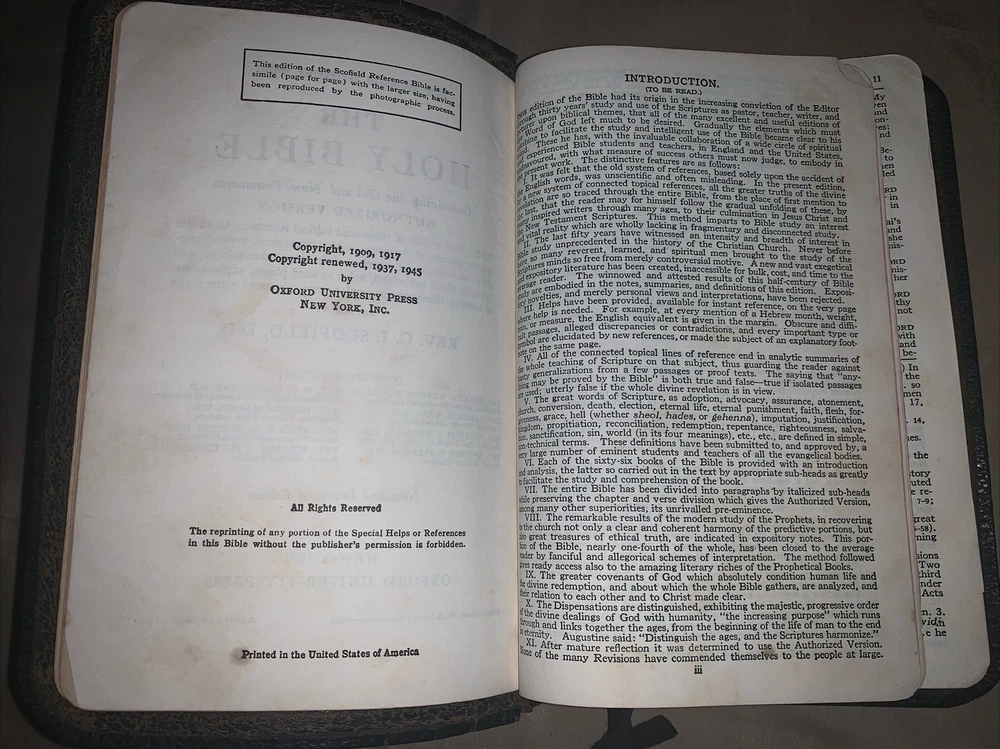 This edition of the Scofield Reference Bible is fac-
simile (page for page) with the larger size, having
been reproduced by the photographic process.
Copyright, 1909, 1917
Copyright renewed, 1937, 1945
by
OXFORD UNIVERSITY PRESS
NEW YORK, INC.
All Rights Reserved
The reprinting of any portion of the Special Helps or References
in this Bible without the publisher's permission is forbidden.
Printed in the United States of America
INTRODUCTION.
(TO BE READ.)
edition of the Bible had its origin in the increasing conviction of the Editor
through thirty years' study and use of the Scriptures as pastor, teacher, writer, and
upon biblical themes, that all of the many excellent and useful editions of
Word of God left much to be desired. Gradually the elements which must
to facilitate the study and intelligent use of the Bible became clear to his
These he has, with the invaluable collaboration of a wide circle of spiritual
experienced Bible students and teachers, in England and the United States,
endeavoured, with what measure of success others must now judge, to embody in
present work. The distinctive features are as follows:
I. It was felt that the old system of references, based solely upon the accident of
English words, was unscientific and often misleading. In the present edition,
a new system of connected topical references, all the greater truths of the divine
are so traced through the entire Bible, from the place of first mention to
last, that the reader may for himself follow the gradual unfolding of these, by
inspired writers through many ages, to their culmination in Jesus Christ and
New Testament Scriptures. This method imparts to Bible study an interest
vital reality which are wholly lacking in fragmentary and disconnected study.
II. The last fifty years have witnessed an intensity and breadth of interest in
Bible study unprecedented in the history of the Christian Church. Never before
have so many reverent, learned, and spiritual men brought to the study of the
Scriptures minds so free from merely controversial motive. A new and vast exegetical
and expository literature has been created, inaccessible for bulk, cost, and time to the
average reader. The winnowed and attested results of this half-century of Bible
study are embodied in the notes, summaries, and definitions of this edition. Exposi-
tory novelties, and merely personal views and interpretations, have been rejected.
III. Helps have been provided, available for instant reference, on the very page
where help is needed. For example, at every mention of a Hebrew month, weight,
coin, or measure, the English equivalent is given in the margin. Obscure and diffi-
cult passages, alleged discrepancies or contradictions, and every important type or
symbol are elucidated by new references, or made the subject of an explanatory foot-
note on the same page.
IV. All of the connected topical lines of reference end in analytic summaries of
the whole teaching of Scripture on that subject, thus guarding the reader against
hasty generalizations from a few passages or proof texts. The saying that "any-
thing may be proved by the Bible" is both true and false—true if isolated passages
are used; utterly false if the whole divine revelation is in view.
V. The great words of Scripture, as adoption, advocacy, assurance, atonement,
church, conversion, death, election, eternal life, eternal punishment, faith, flesh, for-
giveness, grace, hell (whether sheol, hades, or gehenna), imputation, justification,
kingdom, propitiation, reconciliation, redemption, repentance, righteousness, salva-
tion, sanctification, sin, world (in its four meanings), etc., etc., are defined in simple,
non-technical terms. These definitions have been submitted to, and approved by, a
very large number of eminent students and teachers of all the evangelical bodies.
VI. Each of the sixty-six books of the Bible is provided with an introduction
and analysis, the latter so carried out in the text by appropriate sub-heads as greatly
to facilitate the study and comprehension of the book.
VII. The entire Bible has been divided into paragraphs by italicized sub-heads
while preserving the chapter and verse division which gives the Authorized Version,
among many other superiorities, its unrivalled pre-eminence.
VIII. The remarkable results of the modern study of the Prophets, in recovering
to the church not only a clear and coherent harmony of the predictive portions, but
also great treasures of ethical truth, are indicated in expository notes. This por-
tion of the Bible, nearly one-fourth of the whole, has been closed to the average
reader by fanciful and allegorical schemes of interpretation. The method followed
gives ready access also to the amazing literary riches of the Prophetical Books.
IX. The greater covenants of God which absolutely condition human life and
the divine redemption, and about which the whole Bible gathers, are analyzed, and
their relation to each other and to Christ made clear.
X. The Dispensations are distinguished, exhibiting the majestic, progressive order
of the divine dealings of God with humanity, "the increasing purpose" which runs
through and links together the ages, from the beginning of the life of man to the end
in eternity. Augustine said: "Distinguish the ages, and the Scriptures harmonize."
XI. After mature reflection it was determined to use the Authorized Version.
None of the many Revisions have commended themselves to the people at large.
iii
11